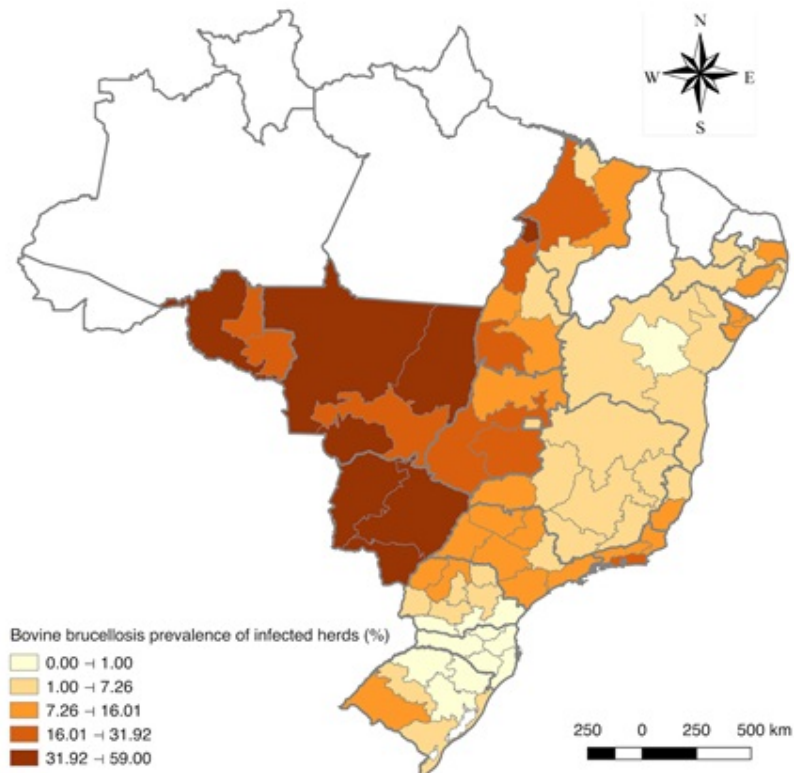 N
W E
S
Bovine brucellosis prevalence of infected herds (%)
0.00 ⊣ 1.00
1.00 ⊣ 7.26
7.26 ⊣ 16.01
16.01 ⊣ 31.92
31.92 ⊣ 59.00
250 0 250 500 km